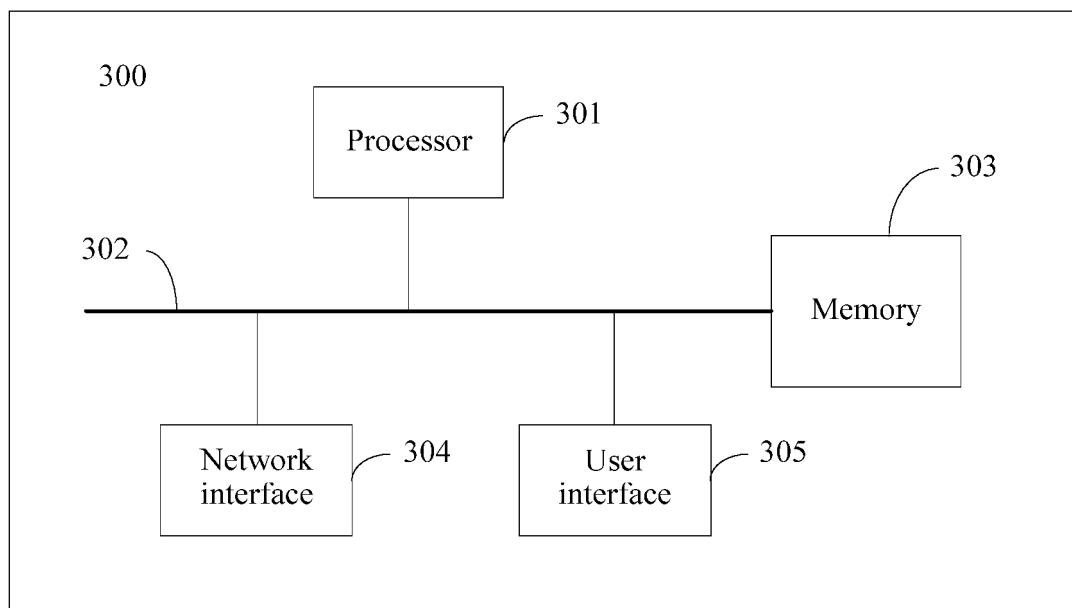 300
301
Processor
303
302
Memory
Network
interface
304
User
interface
305